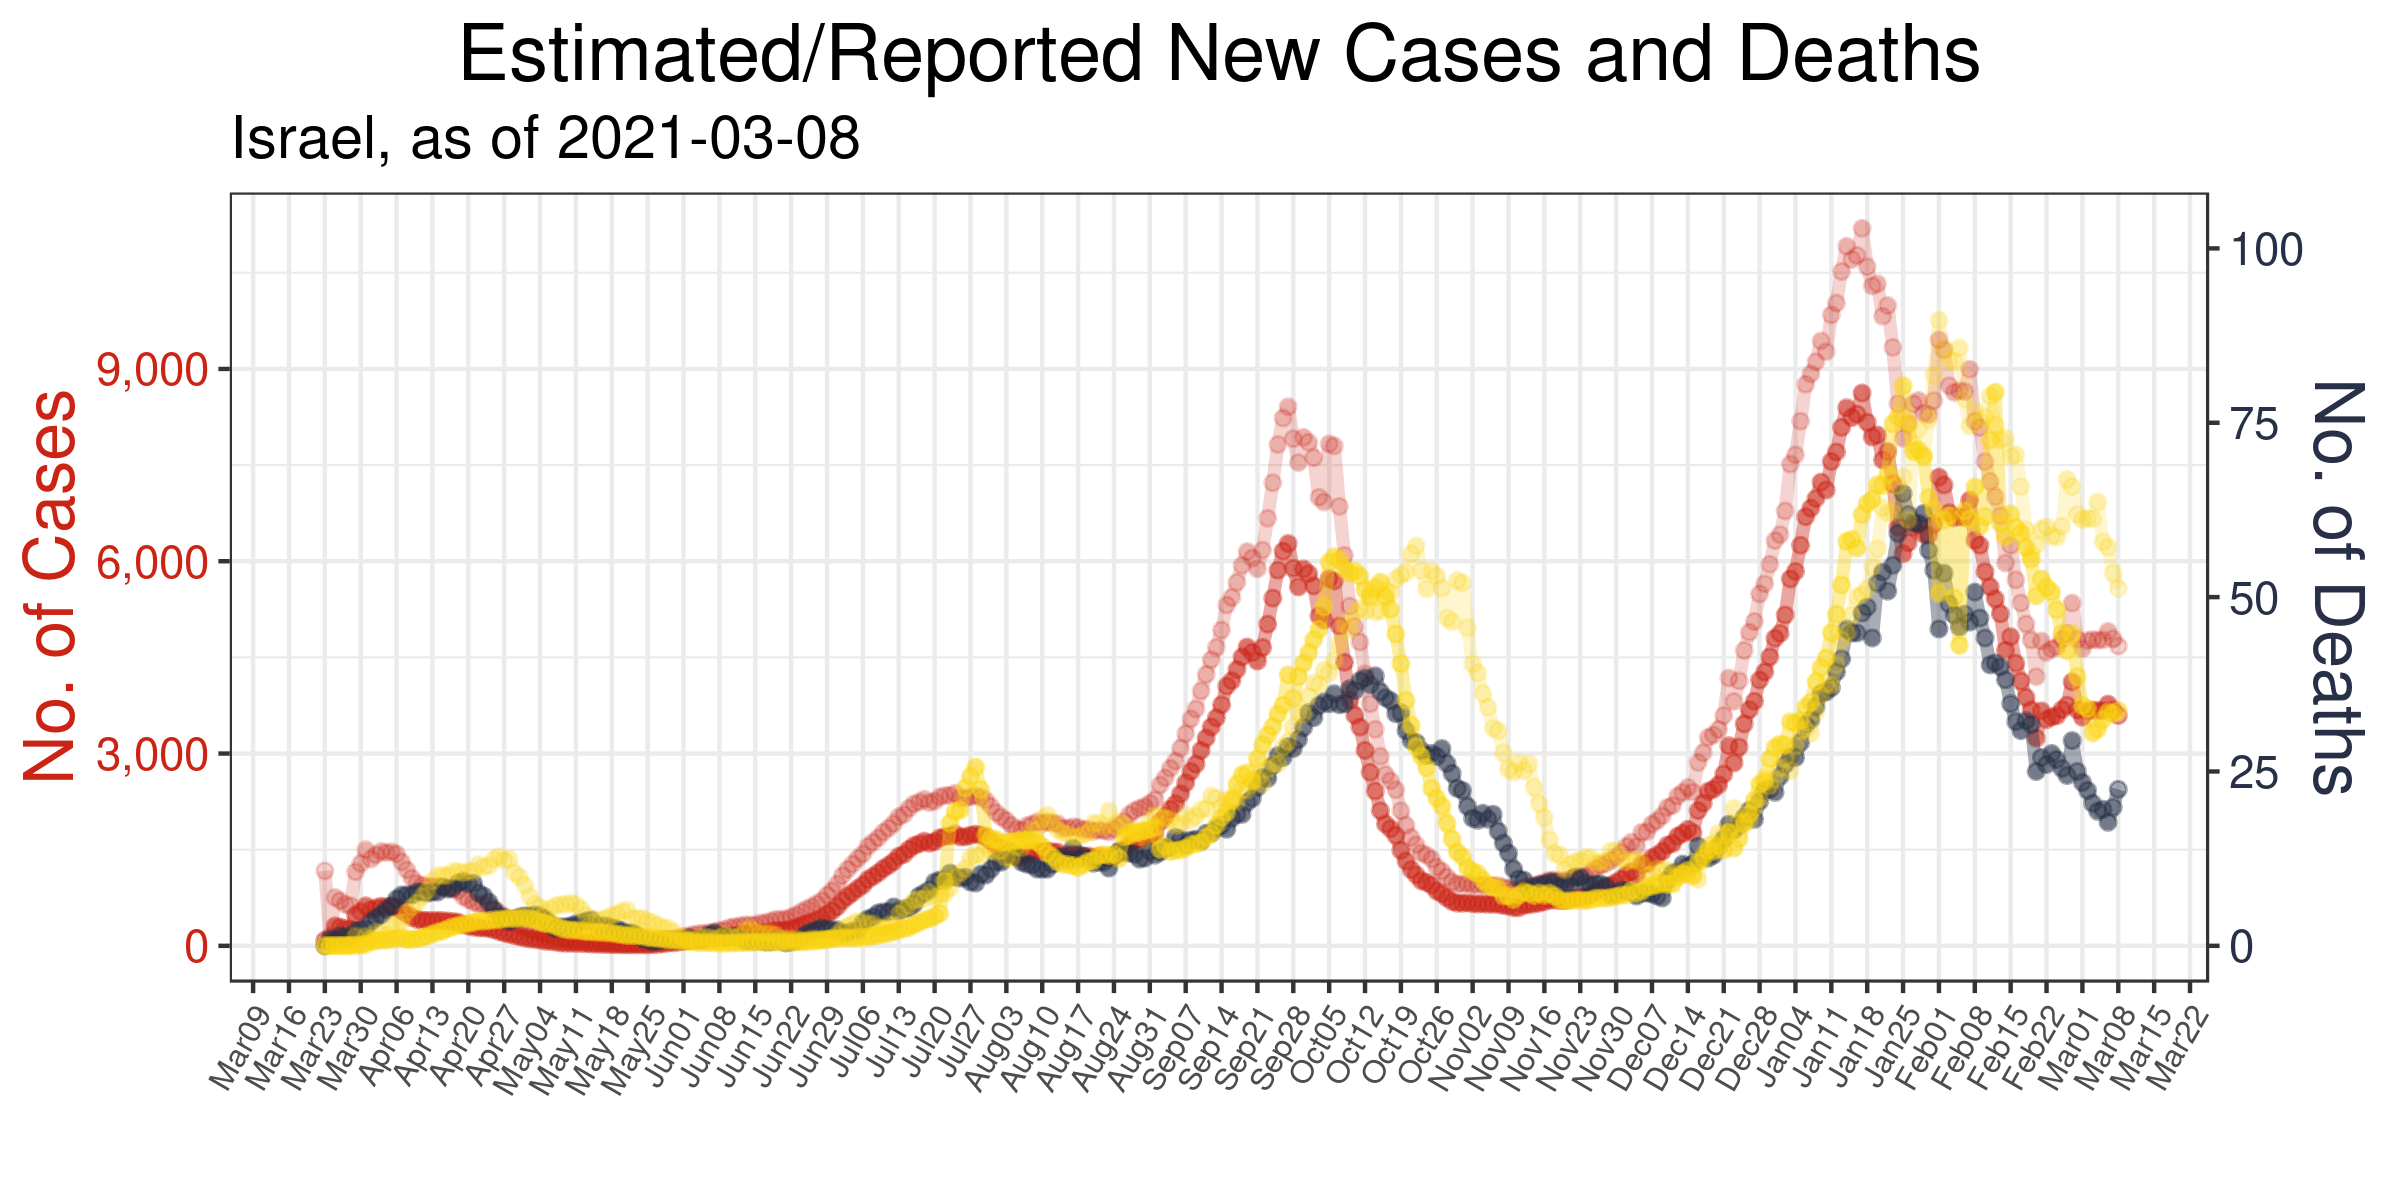 Estimated/Reported New Cases and Deaths
Israel, as of 2021-03-08
No. of Cases
9,000
6,000
3,000
0
100
75
50
25
0
No. of Deaths
Mar09
Mar16
Mar23
Mar30
Apr06
Apr13
Apr20
Apr27
May04
May11
May18
May25
Jun01
Jun08
Jun15
Jun22
Jun29
Jul06
Jul13
Jul20
Jul27
Aug03
Aug10
Aug17
Aug24
Aug31
Sep07
Sep14
Sep21
Sep28
Oct05
Oct12
Oct19
Oct26
Nov02
Nov09
Nov16
Nov23
Nov30
Dec07
Dec14
Dec21
Dec28
Jan04
Jan11
Jan18
Jan25
Feb01
Feb08
Feb15
Feb22
Mar01
Mar08
Mar15
Mar22